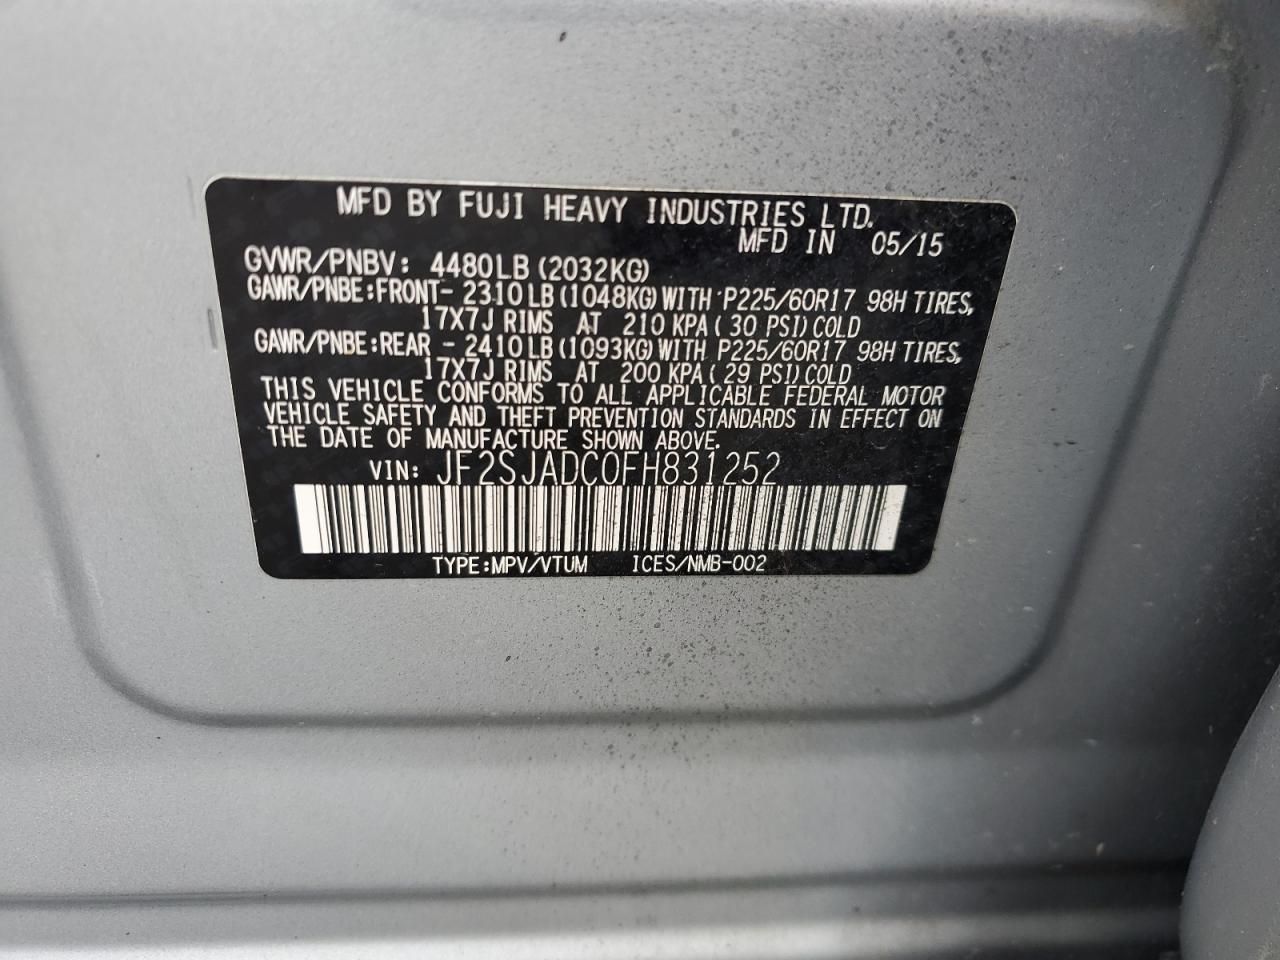 MFD BY FUJI HEAVY INDUSTRIES LTD.
MFD IN 05/15
GVWR/PNBV: 4480LB (2032KG)
GAWR/PNBE:FRONT- 2310LB (1048KG) WITH P225/60R17 98H TIRES,
17X7J RIMS AT 210 KPA (30 PSI) COLD
GAWR/PNBE:REAR - 2410LB (1093KG) WITH P225/60R17 98H TIRES,
17X7J RIMS AT 200 KPA (29 PSI) COLD
THIS VEHICLE CONFORMS TO ALL APPLICABLE FEDERAL MOTOR
VEHICLE SAFETY AND THEFT PREVENTION STANDARDS IN EFFECT ON
THE DATE OF MANUFACTURE SHOWN ABOVE.
VIN: JF2SJADC0FH831252
TYPE:MPV/VTUM ICES/NMB-002